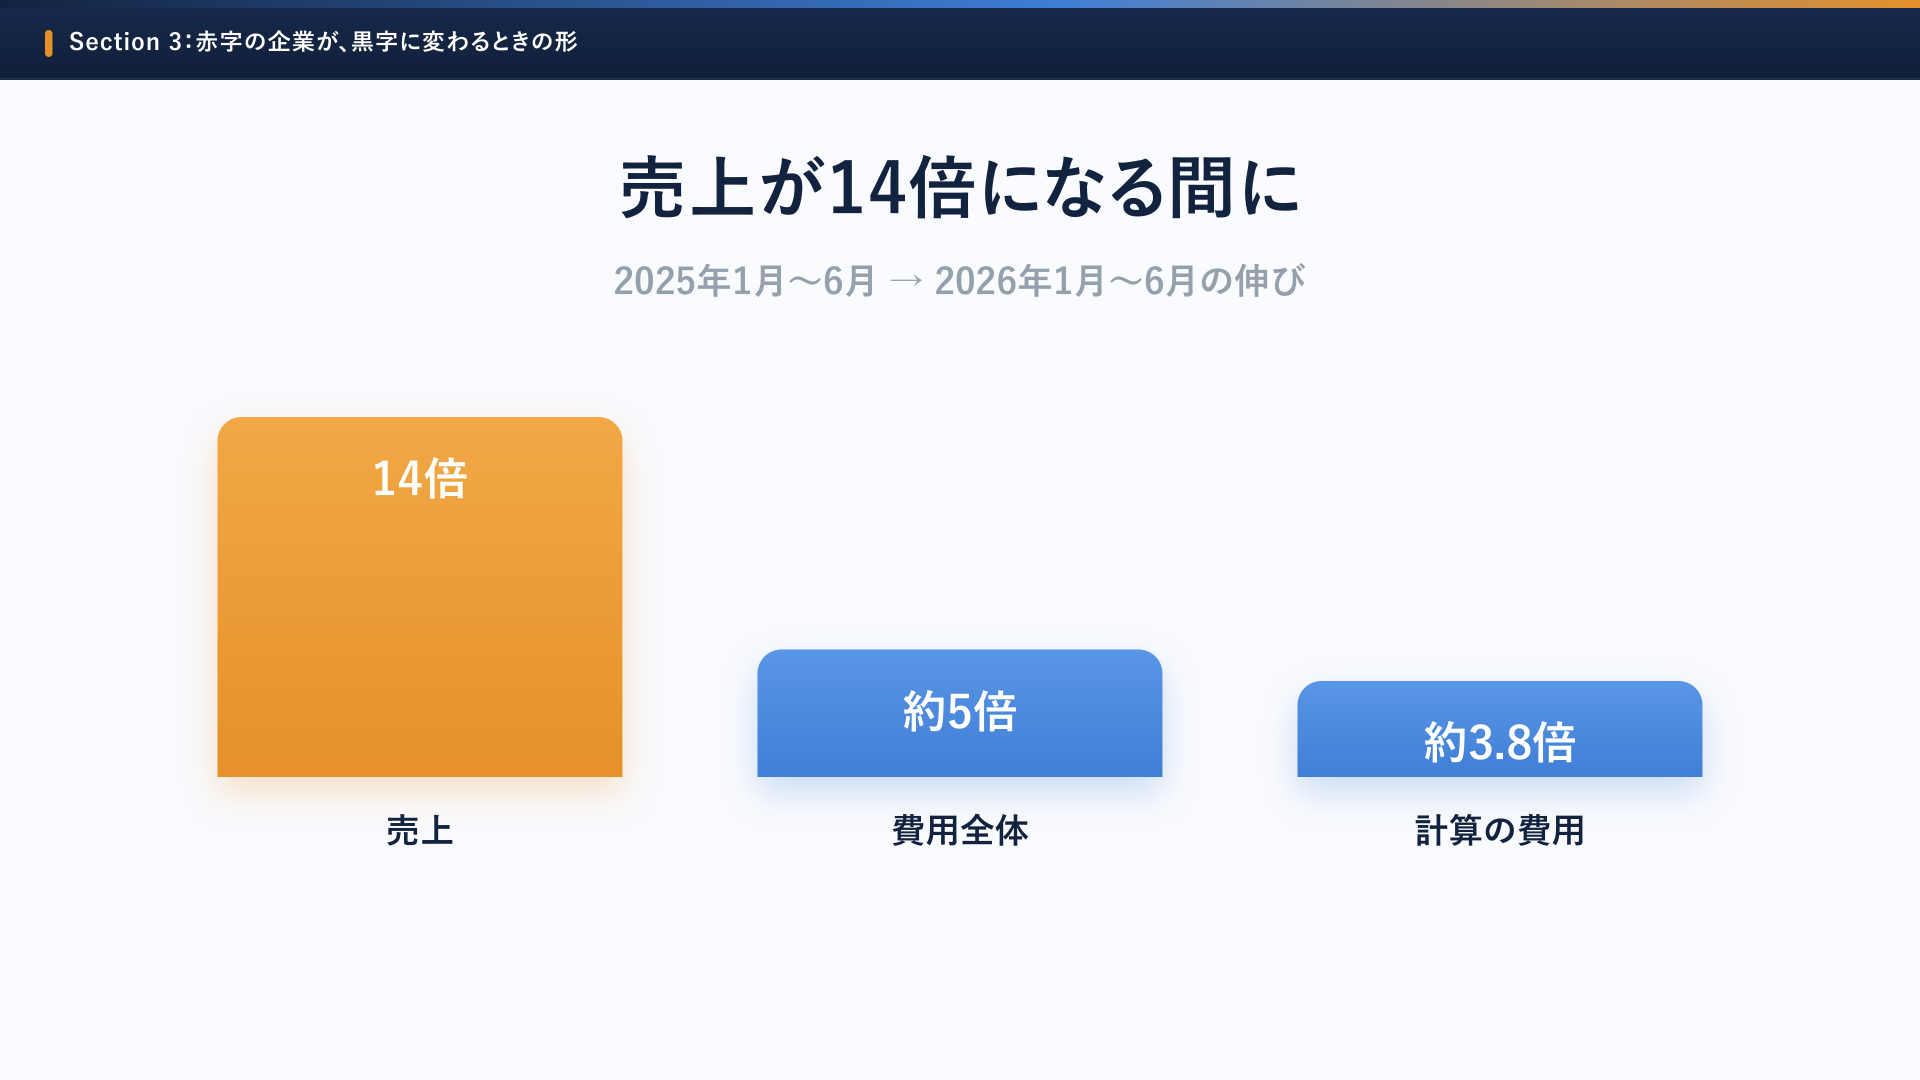 Section 3：赤字の企業が、黒字に変わるときの形
売上が14倍になる間に
2025年1月〜6月 → 2026年1月〜6月の伸び
14倍
約5倍
約3.8倍
売上
費用全体
計算の費用